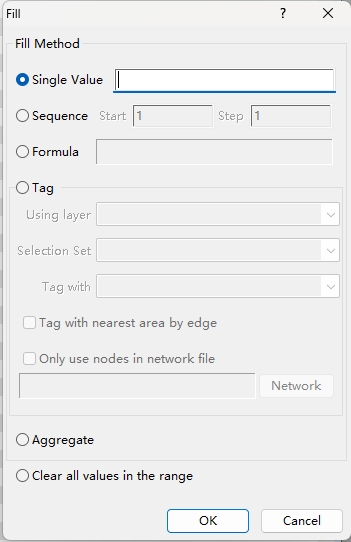 Fill ? ×
Fill Method
Single Value
Sequence Start 1 Step 1
Formula
Tag
Using layer
Selection Set
Tag with
Tag with nearest area by edge
Only use nodes in network file
Network
Aggregate
Clear all values in the range
OK Cancel